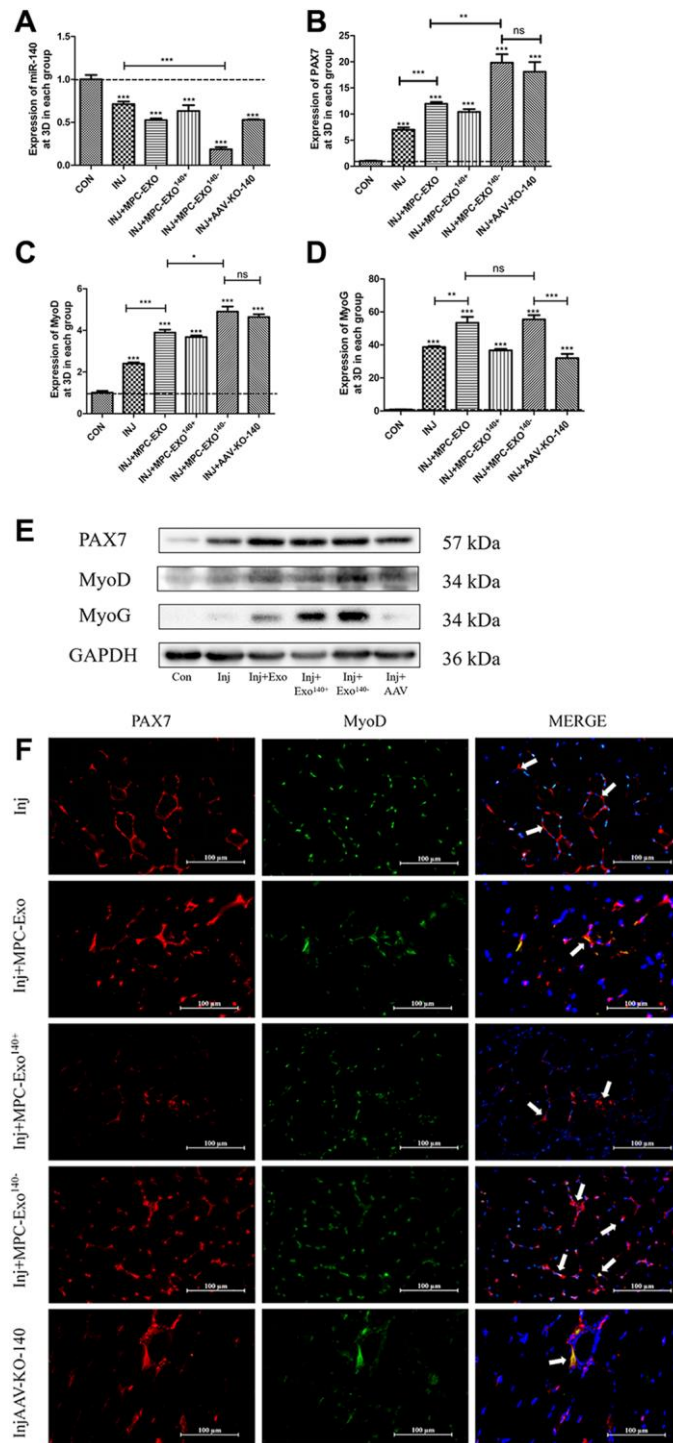 A
Expression of miR-140
at 3D in each group
1.5
1.0
0.5
0.0
***
***
***
***
***
***
CON
INJ
INJ+MPC-EXO
INJ+MPC-EXO¹⁴⁰⁺
INJ+MPC-EXO¹⁴⁰⁻
INJ+AAV-KO-140
B
Expression of PAX7
at 3D in each group
25
20
15
10
5
0
**
ns
***
***
***
***
***
***
CON
INJ
INJ+MPC-EXO
INJ+MPC-EXO¹⁴⁰⁺
INJ+MPC-EXO¹⁴⁰⁻
INJ+AAV-KO-140
C
Expression of MyoD
at 3D in each group
6
4
2
0
*
ns
***
***
***
***
***
***
CON
INJ
INJ+MPC-EXO
INJ+MPC-EXO¹⁴⁰⁺
INJ+MPC-EXO¹⁴⁰⁻
INJ+AAV-KO-140
D
Expression of MyoG
at 3D in each group
80
60
40
20
0
ns
**
***
***
***
***
***
***
CON
INJ
INJ+MPC-EXO
INJ+MPC-EXO¹⁴⁰⁺
INJ+MPC-EXO¹⁴⁰⁻
INJ+AAV-KO-140
E
PAX7 57 kDa
MyoD 34 kDa
MyoG 34 kDa
GAPDH 36 kDa
Con
Inj
Inj+Exo
Inj+
Exo¹⁴⁰⁺
Inj+
Exo¹⁴⁰⁻
Inj+
AAV
F
PAX7 MyoD MERGE
Inj
100 μm 100 μm 100 μm
Inj+MPC-Exo
100 μm 100 μm 100 μm
Inj+MPC-Exo¹⁴⁰⁺
100 μm 100 μm 100 μm
Inj+MPC-Exo¹⁴⁰⁻
100 μm 100 μm 100 μm
InjAAV-KO-140
100 μm 100 μm 100 μm